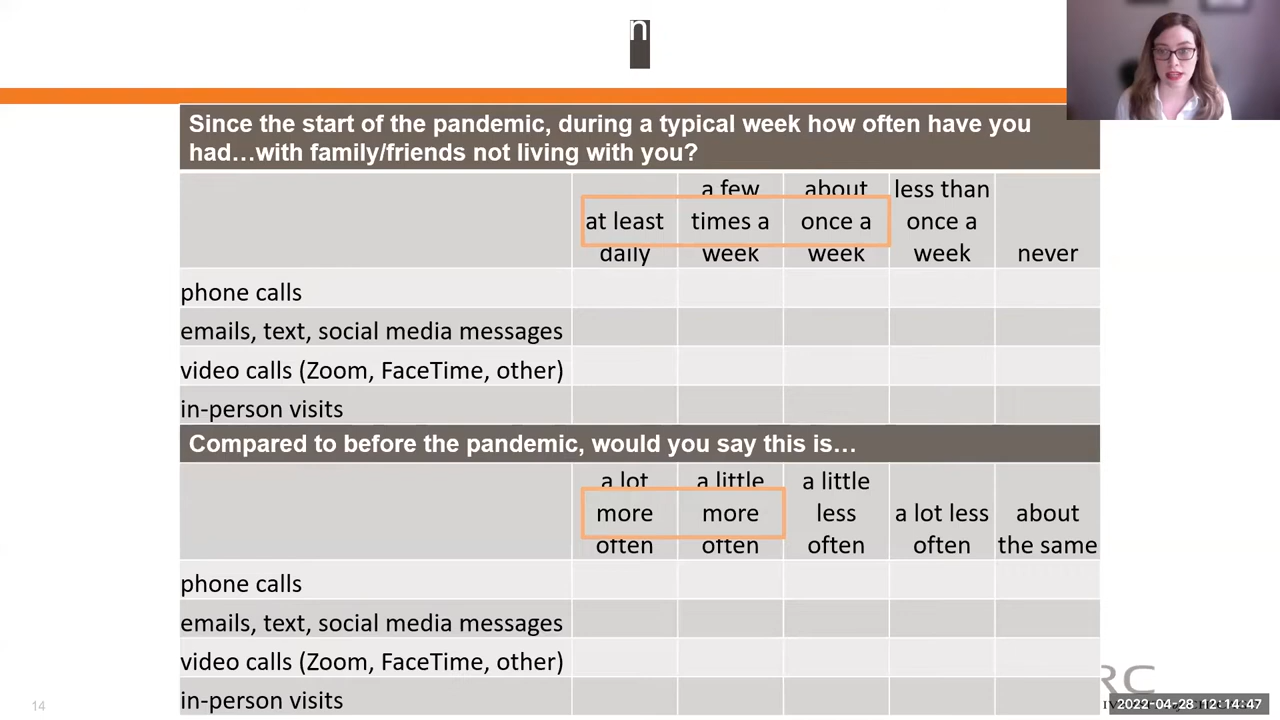 n
Since the start of the pandemic, during a typical week how often have you
had…with family/friends not living with you?
at least daily
a few times a week
about once a week
less than once a week
never
phone calls
emails, text, social media messages
video calls (Zoom, FaceTime, other)
in-person visits
Compared to before the pandemic, would you say this is…
a lot more often
a little more often
a little less often
a lot less often
about the same
phone calls
emails, text, social media messages
video calls (Zoom, FaceTime, other)
in-person visits
14
RC
2022-04-28 12:14:47